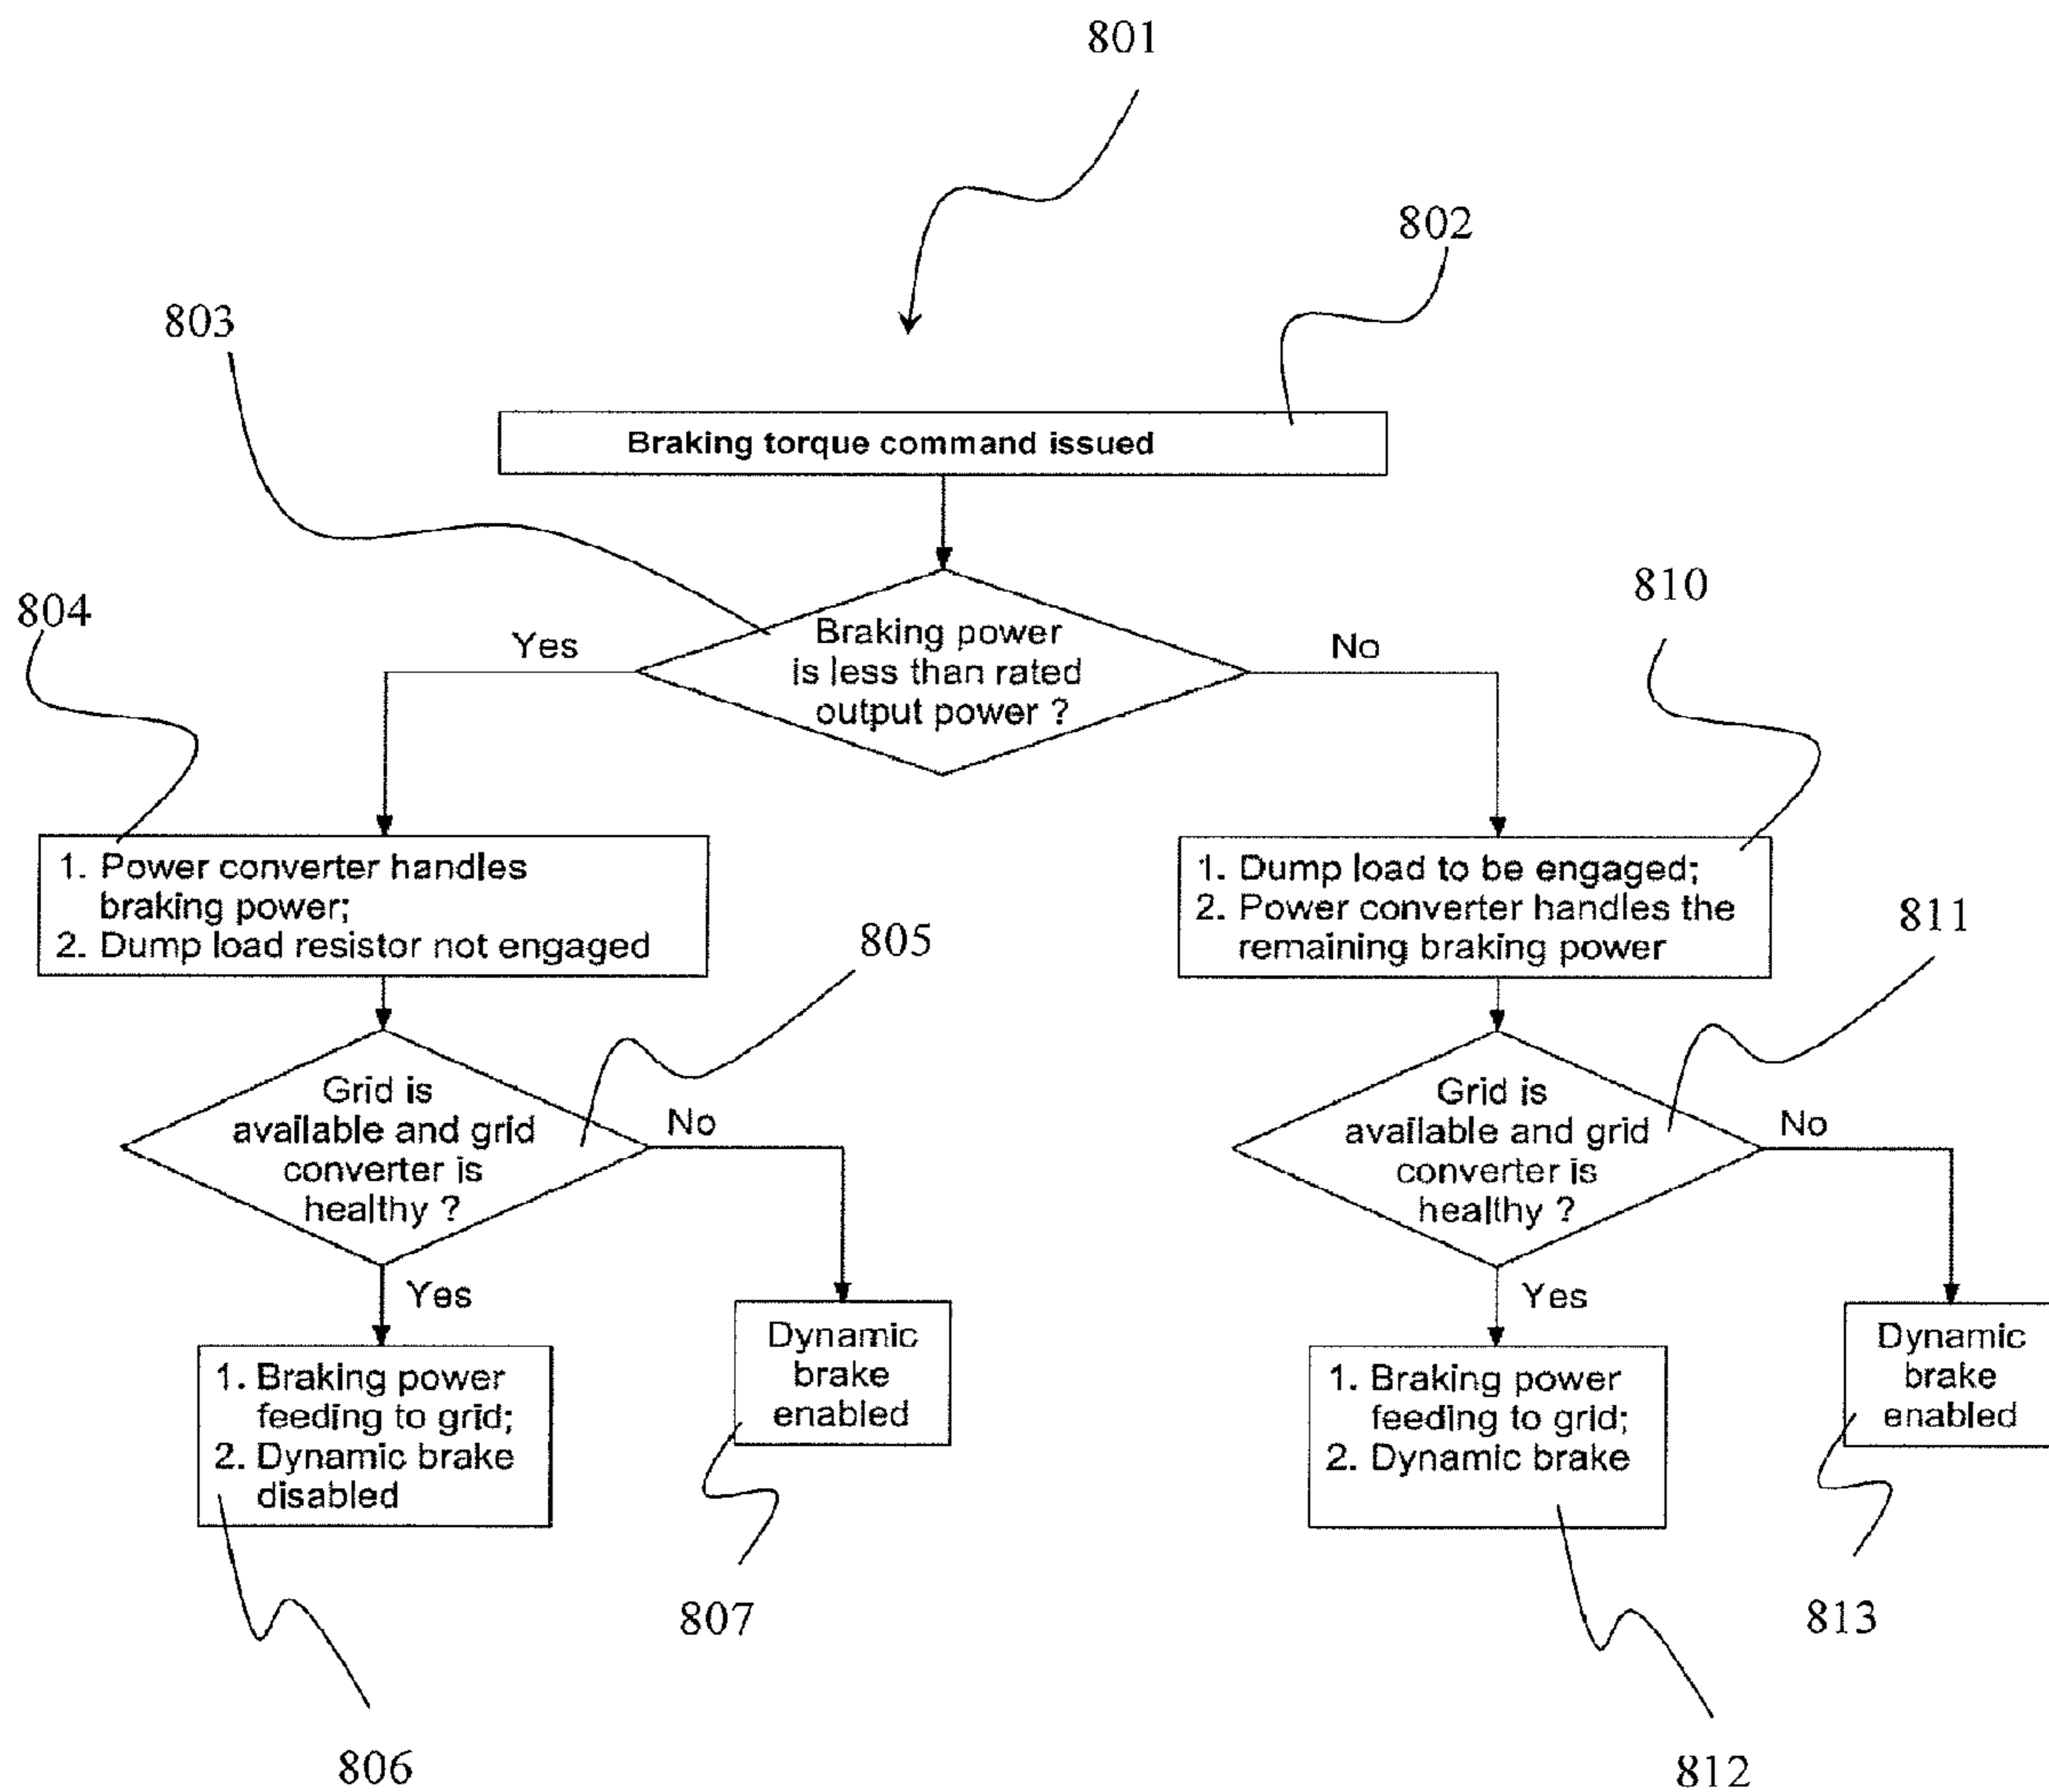 801
802
803
Braking torque command issued
804
810
Yes
Braking power
is less than rated
output power ?
No
1. Power converter handles
braking power;
2. Dump load resistor not engaged
805
1. Dump load to be engaged;
2. Power converter handles the
remaining braking power
811
Grid is
available and grid
converter is
healthy ?
No
Yes
Grid is
available and grid
converter is
healthy ?
No
Yes
1. Braking power
feeding to grid;
2. Dynamic brake
disabled
Dynamic
brake
enabled
1. Braking power
feeding to grid;
2. Dynamic brake
Dynamic
brake
enabled
807
813
806
812